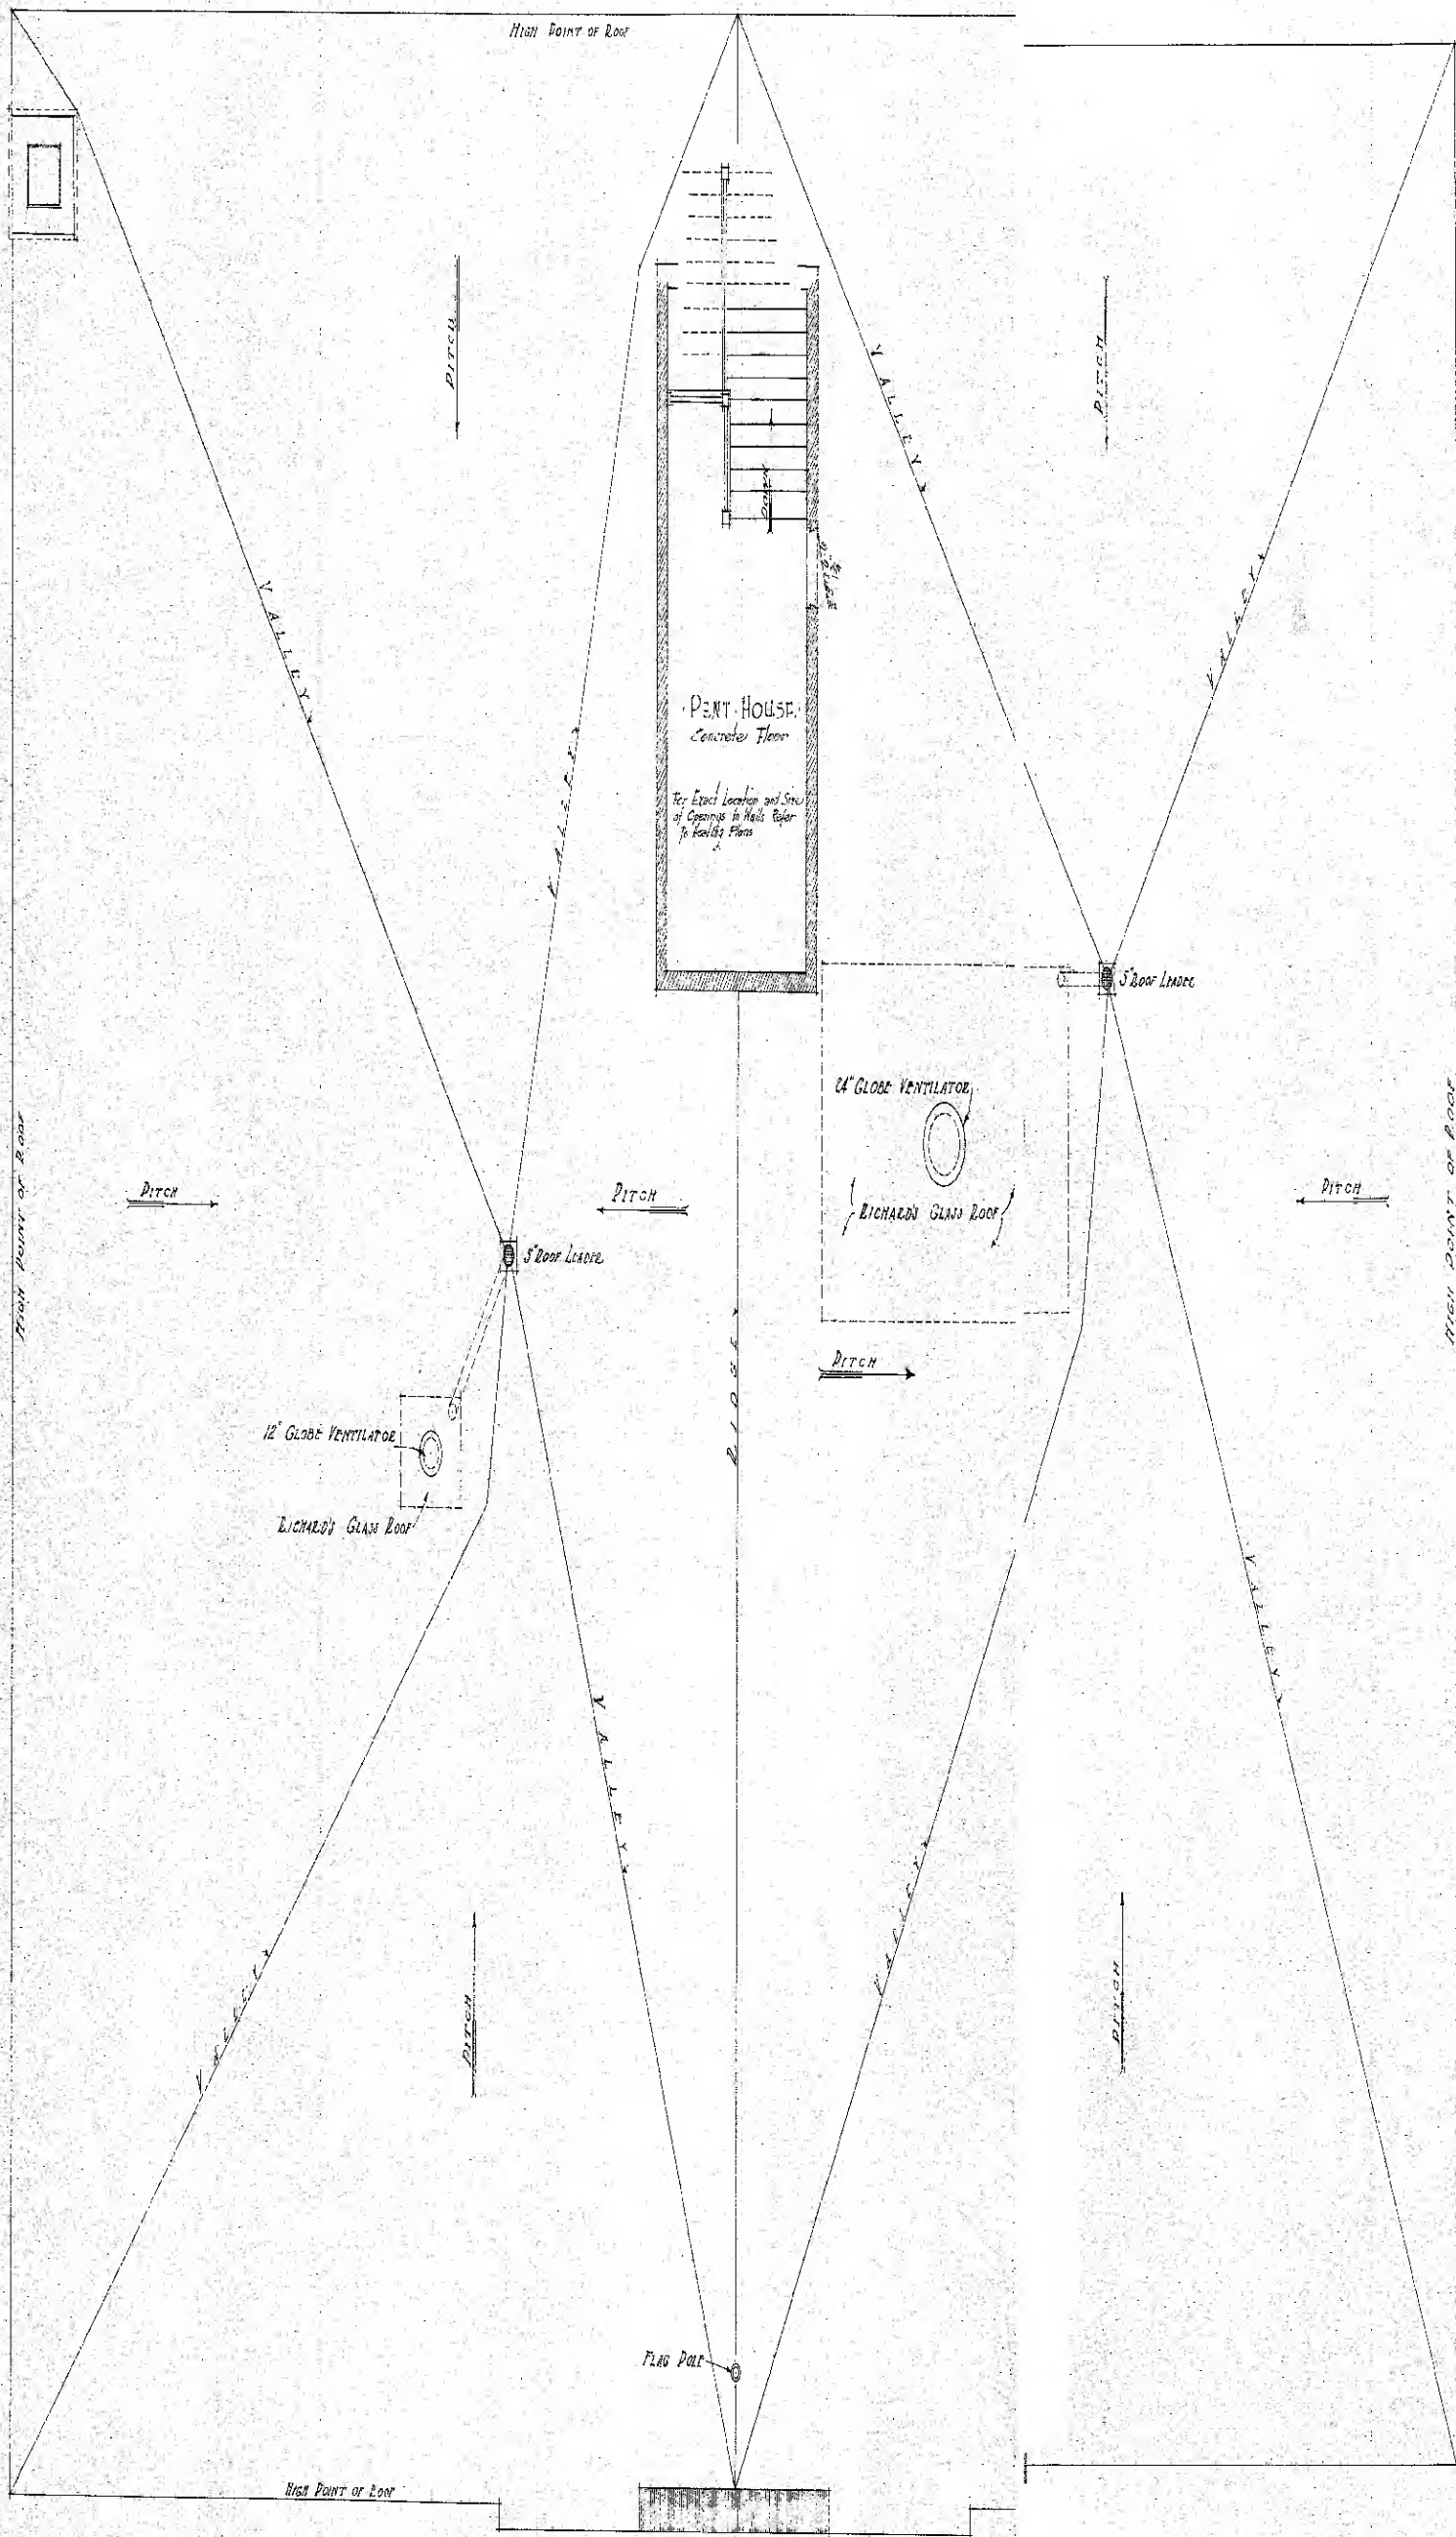 HIGH POINT OF ROOF
PITCH
PITCH
VALLEY
VALLEY
DOWN
VALLEY
VALLEY
PENT HOUSE
Concrete Floor
For Exact Location and Size
of Openings in Walls Refer
To Heating Plans
5" ROOF LEADER
24" GLOBE VENTILATOR
HIGH POINT OF ROOF
PITCH
PITCH
RICHARD'S GLASS ROOF
PITCH
HIGH POINT OF ROOF
5" ROOF LEADER
RIDGE
PITCH
12" GLOBE VENTILATOR
RICHARD'S GLASS ROOF
VALLEY
VALLEY
VALLEY
VALLEY
PITCH
PITCH
FLAG POLE
HIGH POINT OF ROOF